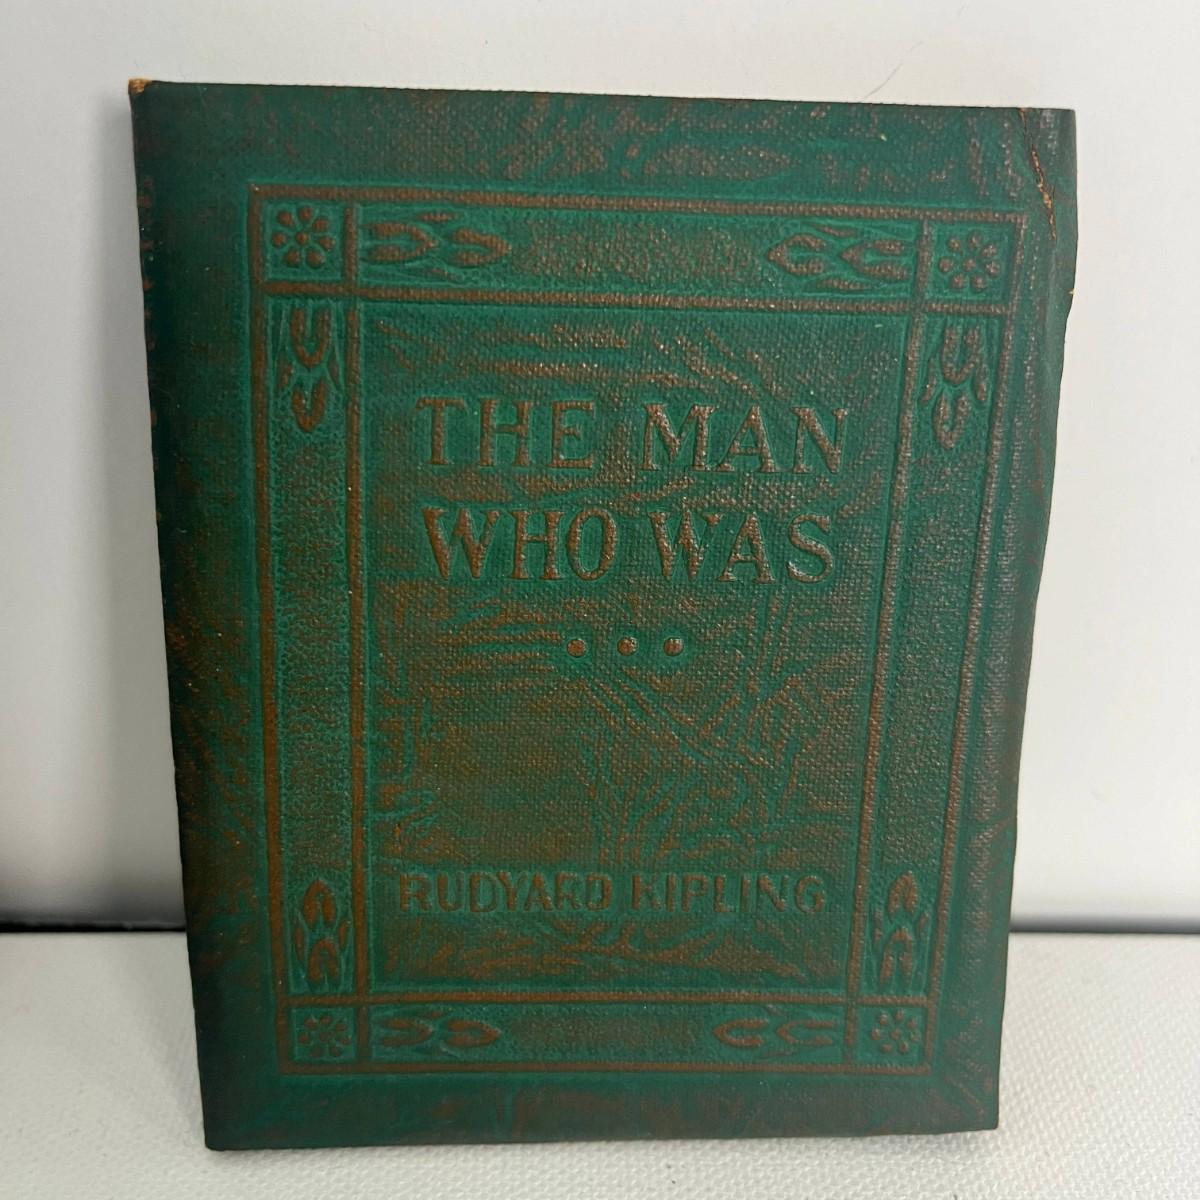 THE MAN
WHO WAS
RUDYARD KIPLING